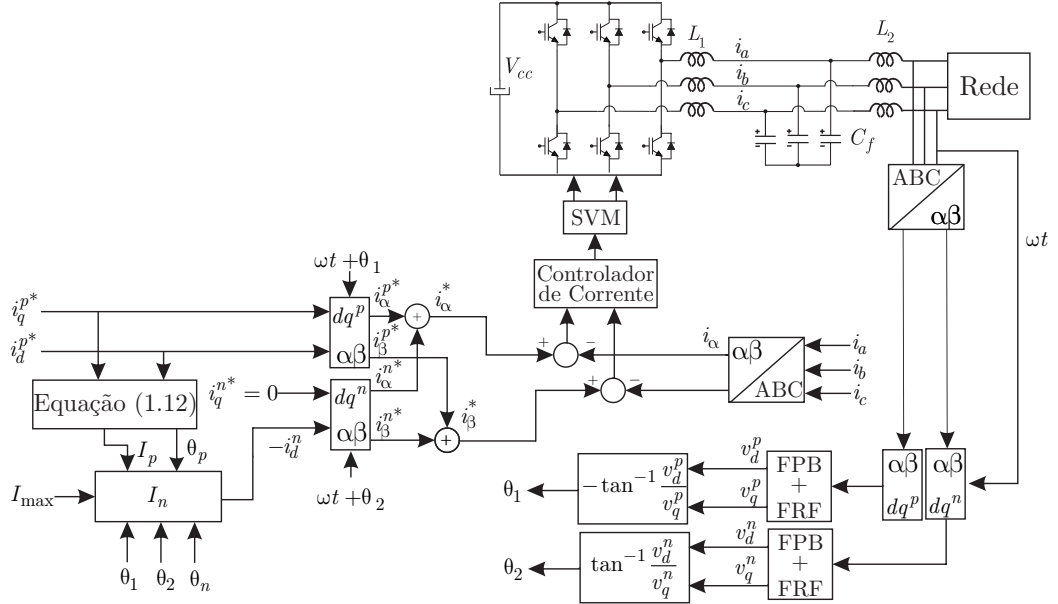 V_cc
L_1
i_a
L_2
i_b
Rede
i_c
+
-
+
-
+
-
C_f
ABC
αβ
ωt
SVM
Controlador
de Corrente
ωt + θ_1
i_q^p*
dq^p
i_α^p*
+
i_α^*
+
−
i_d^p*
αβ
i_β^p*
i_α
αβ
ABC
i_a
i_b
i_c
i_α^n*
+
−
Equação (1.12)
i_q^n* = 0
dq^n
αβ
i_β^n*
+
i_β^*
I_p
θ_p
−i_d^n
ωt + θ_2
I_max
I_n
θ_1
θ_2
θ_n
θ_1
− tan^−1 v_d^p / v_q^p
v_d^p
v_q^p
FPB
+
FRF
αβ
dq^p
αβ
dq^n
θ_2
tan^−1 v_d^n / v_q^n
v_d^n
v_q^n
FPB
+
FRF